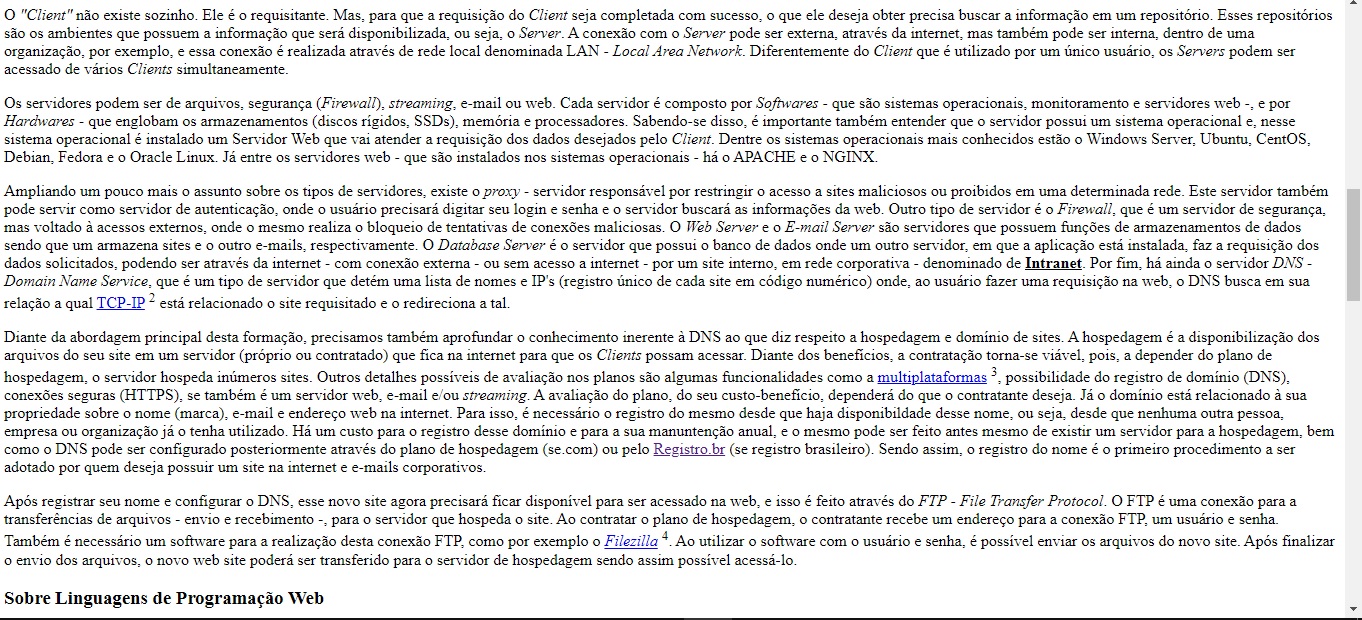 O "Client" não existe sozinho. Ele é o requisitante. Mas, para que a requisição do Client seja completada com sucesso, o que ele deseja obter precisa buscar a informação em um repositório. Esses repositórios
são os ambientes que possuem a informação que será disponibilizada, ou seja, o Server. A conexão com o Server pode ser externa, através da internet, mas também pode ser interna, dentro de uma
organização, por exemplo, e essa conexão é realizada através de rede local denominada LAN - Local Area Network. Diferentemente do Client que é utilizado por um único usuário, os Servers podem ser
acessado de vários Clients simultaneamente.
Os servidores podem ser de arquivos, segurança (Firewall), streaming, e-mail ou web. Cada servidor é composto por Softwares - que são sistemas operacionais, monitoramento e servidores web -, e por
Hardwares - que englobam os armazenamentos (discos rígidos, SSDs), memória e processadores. Sabendo-se disso, é importante também entender que o servidor possui um sistema operacional e, nesse
sistema operacional é instalado um Servidor Web que vai atender a requisição dos dados desejados pelo Client. Dentre os sistemas operacionais mais conhecidos estão o Windows Server, Ubuntu, CentOS,
Debian, Fedora e o Oracle Linux. Já entre os servidores web - que são instalados nos sistemas operacionais - há o APACHE e o NGINX.
Ampliando um pouco mais o assunto sobre os tipos de servidores, existe o proxy - servidor responsável por restringir o acesso a sites maliciosos ou proibidos em uma determinada rede. Este servidor também
pode servir como servidor de autenticação, onde o usuário precisará digitar seu login e senha e o servidor buscará as informações da web. Outro tipo de servidor é o Firewall, que é um servidor de segurança,
mas voltado à acessos externos, onde o mesmo realiza o bloqueio de tentativas de conexões maliciosas. O Web Server e o E-mail Server são servidores que possuem funções de armazenamentos de dados
sendo que um armazena sites e o outro e-mails, respectivamente. O Database Server é o servidor que possui o banco de dados onde um outro servidor, em que a aplicação está instalada, faz a requisição dos
dados solicitados, podendo ser através da internet - com conexão externa - ou sem acesso a internet - por um site interno, em rede corporativa - denominado de Intranet. Por fim, há ainda o servidor DNS -
Domain Name Service, que é um tipo de servidor que detém uma lista de nomes e IP's (registro único de cada site em código numérico) onde, ao usuário fazer uma requisição na web, o DNS busca em sua
relação a qual TCP-IP 2 está relacionado o site requisitado e o redireciona a tal.
Diante da abordagem principal desta formação, precisamos também aprofundar o conhecimento inerente à DNS ao que diz respeito a hospedagem e domínio de sites. A hospedagem é a disponibilização dos
arquivos do seu site em um servidor (próprio ou contratado) que fica na internet para que os Clients possam acessar. Diante dos benefícios, a contratação torna-se viável, pois, a depender do plano de
hospedagem, o servidor hospeda inúmeros sites. Outros detalhes possíveis de avaliação nos planos são algumas funcionalidades como a multiplataformas 3, possibilidade do registro de domínio (DNS),
conexões seguras (HTTPS), se também é um servidor web, e-mail e/ou streaming. A avaliação do plano, do seu custo-benefício, dependerá do que o contratante deseja. Já o domínio está relacionado à sua
propriedade sobre o nome (marca), e-mail e endereço web na internet. Para isso, é necessário o registro do mesmo desde que haja disponibildade desse nome, ou seja, desde que nenhuma outra pessoa,
empresa ou organização já o tenha utilizado. Há um custo para o registro desse domínio e para a sua manuntenção anual, e o mesmo pode ser feito antes mesmo de existir um servidor para a hospedagem, bem
como o DNS pode ser configurado posteriormente através do plano de hospedagem (se.com) ou pelo Registro.br (se registro brasileiro). Sendo assim, o registro do nome é o primeiro procedimento a ser
adotado por quem deseja possuir um site na internet e e-mails corporativos.
Após registrar seu nome e configurar o DNS, esse novo site agora precisará ficar disponível para ser acessado na web, e isso é feito através do FTP - File Transfer Protocol. O FTP é uma conexão para a
transferências de arquivos - envio e recebimento -, para o servidor que hospeda o site. Ao contratar o plano de hospedagem, o contratante recebe um endereço para a conexão FTP, um usuário e senha.
Também é necessário um software para a realização desta conexão FTP, como por exemplo o Filezilla 4. Ao utilizar o software com o usuário e senha, é possível enviar os arquivos do novo site. Após finalizar
o envio dos arquivos, o novo web site poderá ser transferido para o servidor de hospedagem sendo assim possível acessá-lo.
Sobre Linguagens de Programação Web